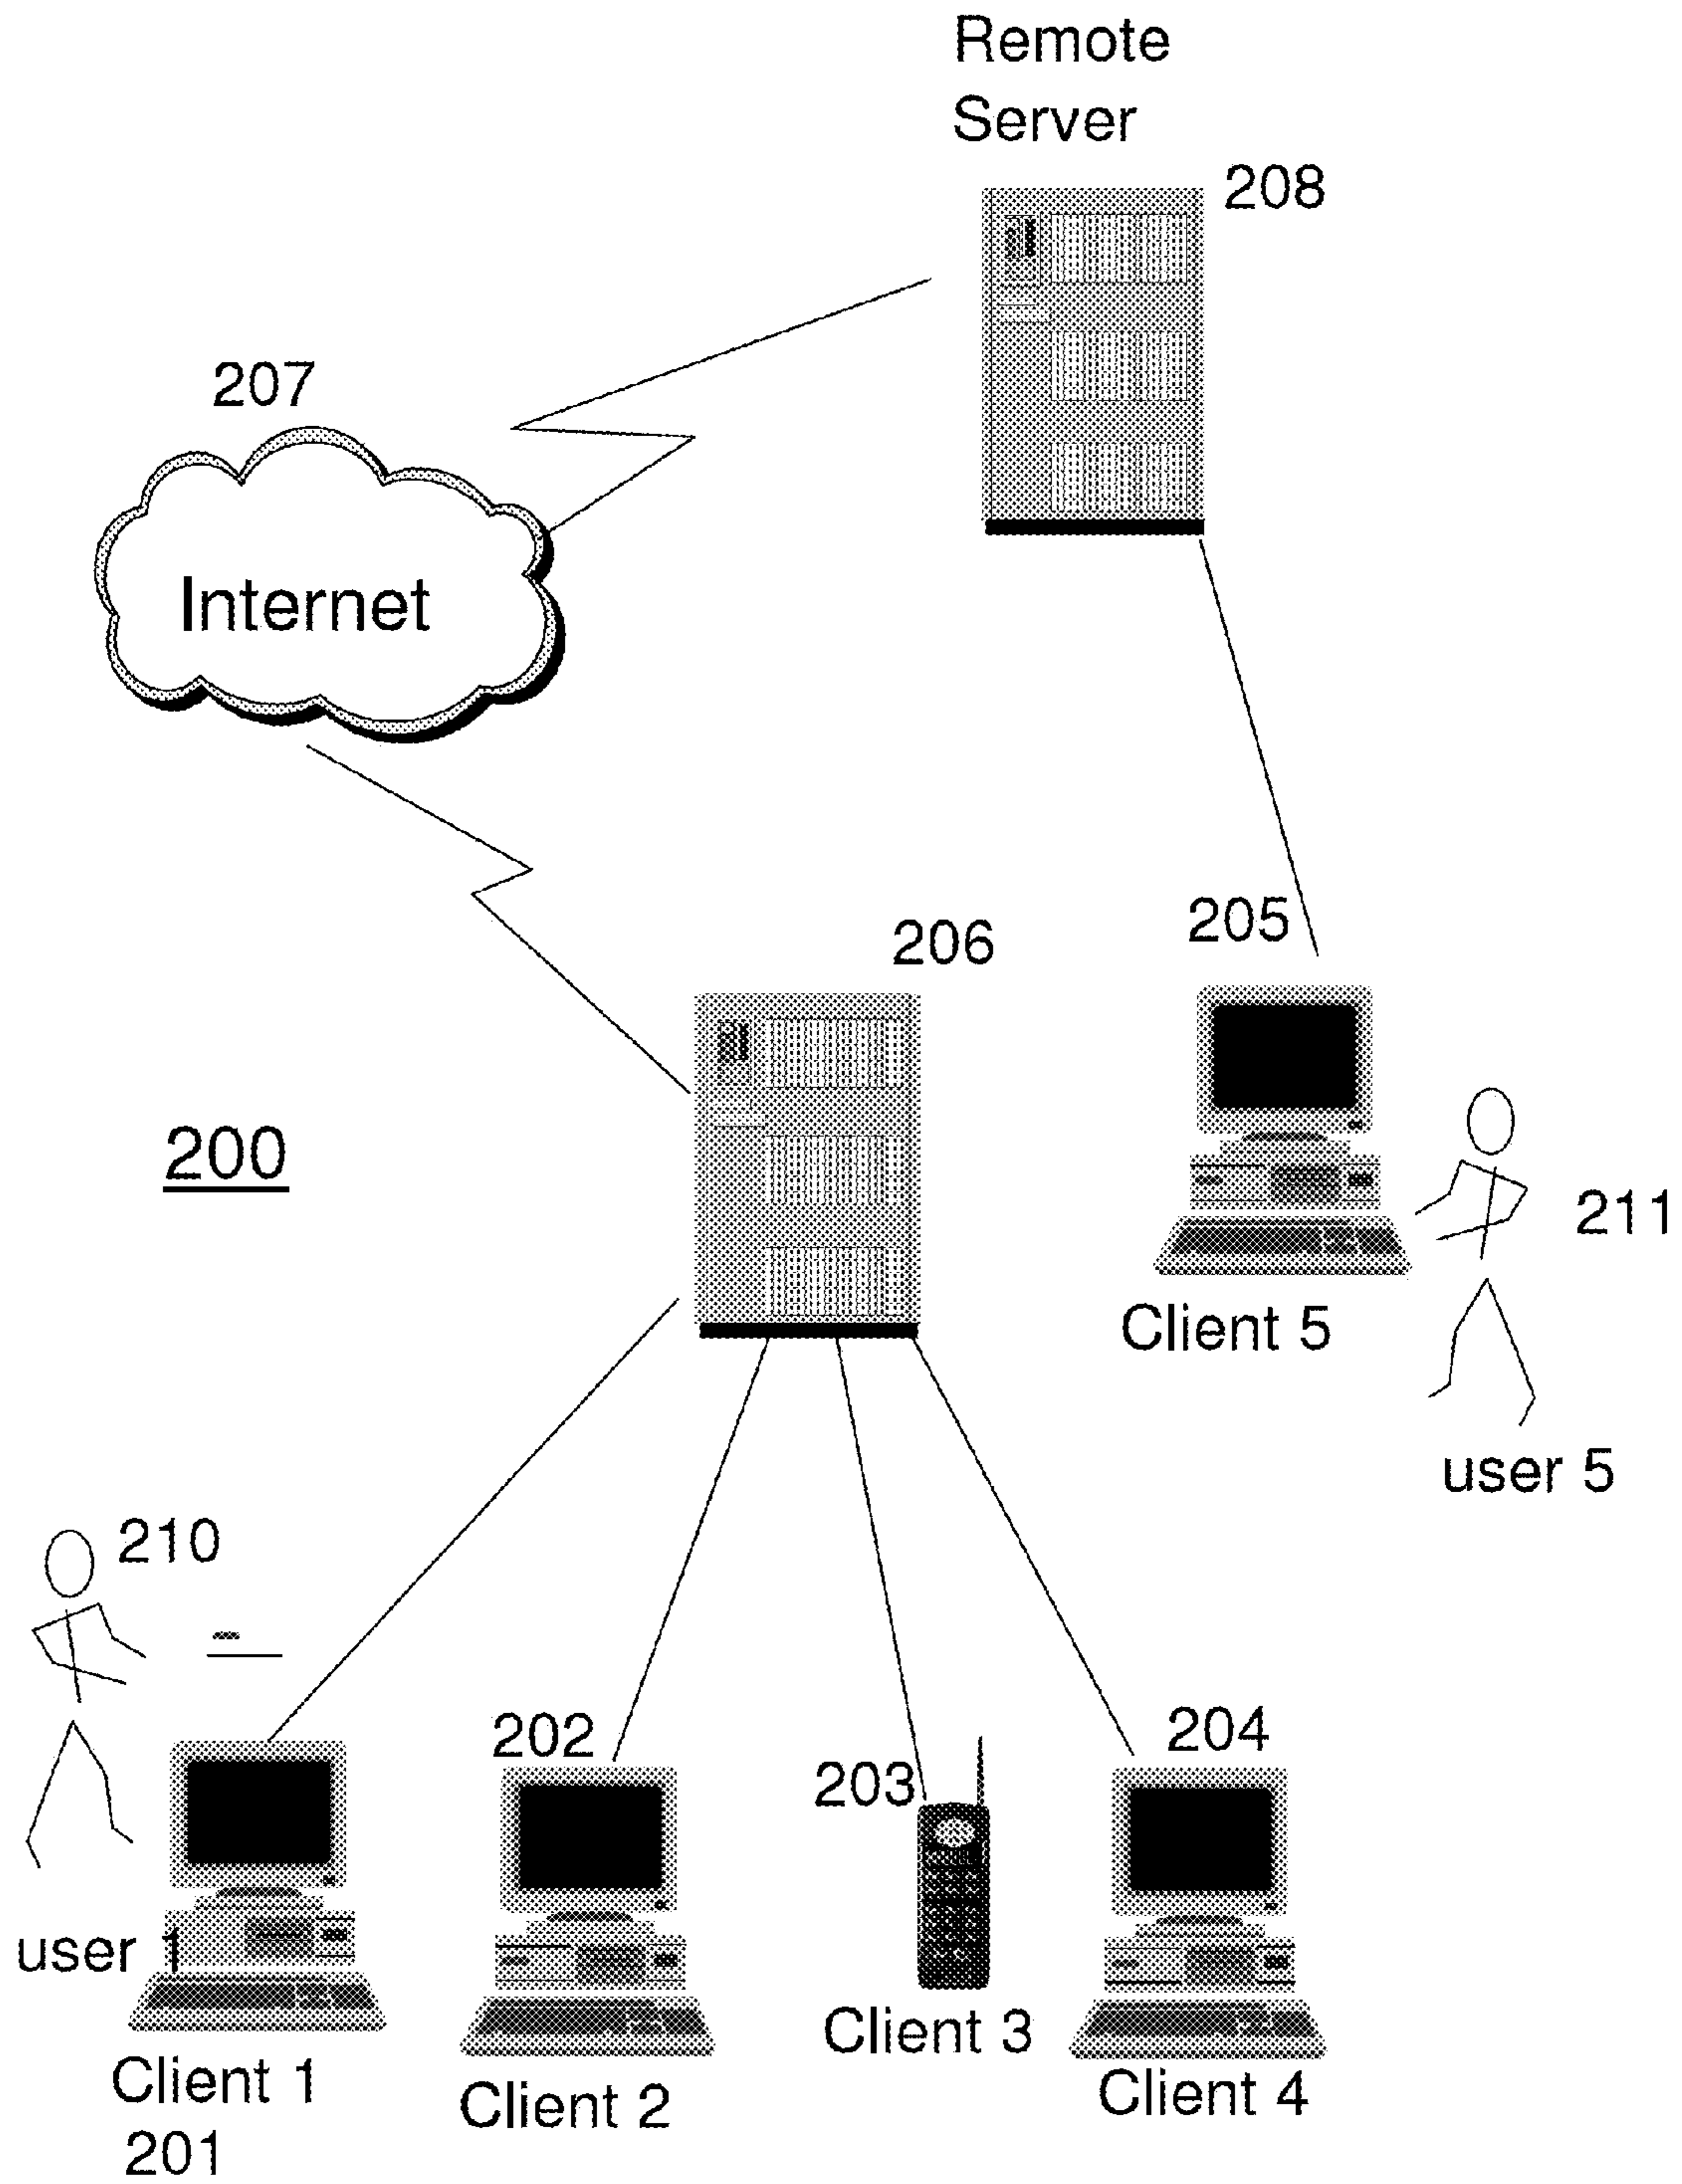 Remote
Server
208
207
Internet
206
205
200
211
Client 5
user 5
210
202
204
203
user 1
Client 3
Client 1
Client 2
Client 4
201